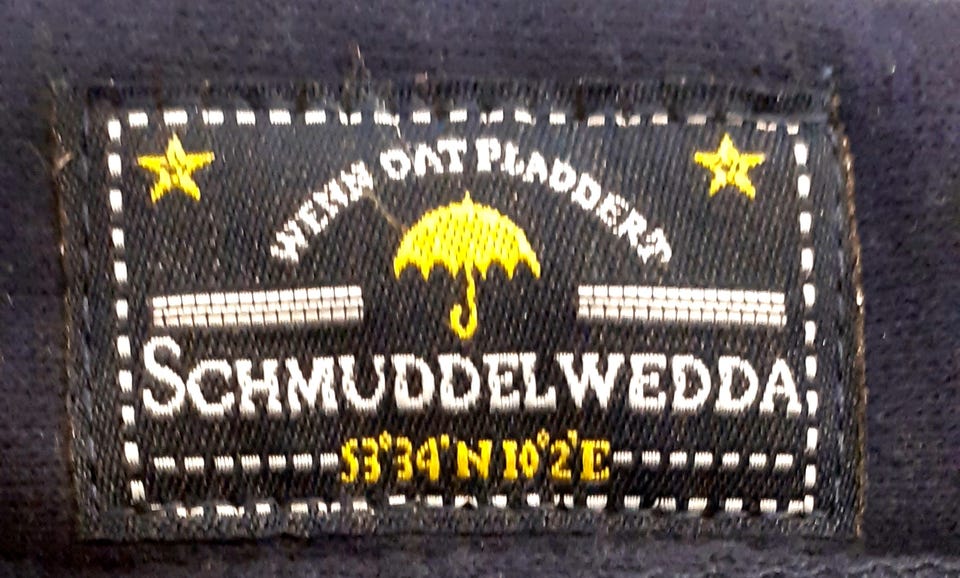 WENN DAT PLADDERT
SCHMUDDELWEDDA
53°34'N 10°2'E